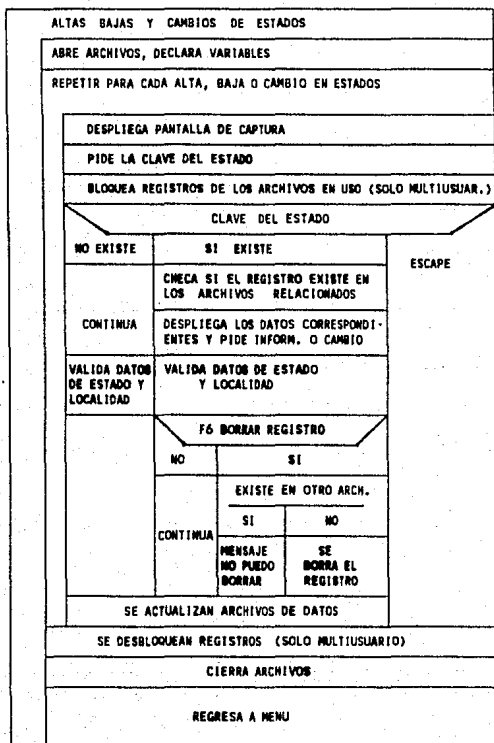 ALTAS BAJAS Y CAMBIOS DE ESTADOS
ABRE ARCHIVOS, DECLARA VARIABLES
REPETIR PARA CADA ALTA, BAJA O CAMBIO EN ESTADOS
DESPLIEGA PANTALLA DE CAPTURA
PIDE LA CLAVE DEL ESTADO
BLOQUEA REGISTROS DE LOS ARCHIVOS EN USO (SOLO MULTIUSUAR.)
CLAVE DEL ESTADO
NO EXISTE
SI EXISTE
ESCAPE
CHECA SI EL REGISTRO EXISTE EN
LOS ARCHIVOS RELACIONADOS
CONTINUA
DESPLIEGA LOS DATOS CORRESPONDI-
ENTES Y PIDE INFORM. O CAMBIO
VALIDA DATOS
DE ESTADO Y
LOCALIDAD
VALIDA DATOS DE ESTADO
Y LOCALIDAD
F6 BORRAR REGISTRO
NO
SI
EXISTE EN OTRO ARCH.
SI
NO
CONTINUA
MENSAJE
NO PUEDO
BORRAR
SE
BORRA EL
REGISTRO
SE ACTUALIZAN ARCHIVOS DE DATOS
SE DESBLOQUEAN REGISTROS (SOLO MULTIUSUARIO)
CIERRA ARCHIVOS
REGRESA A MENU